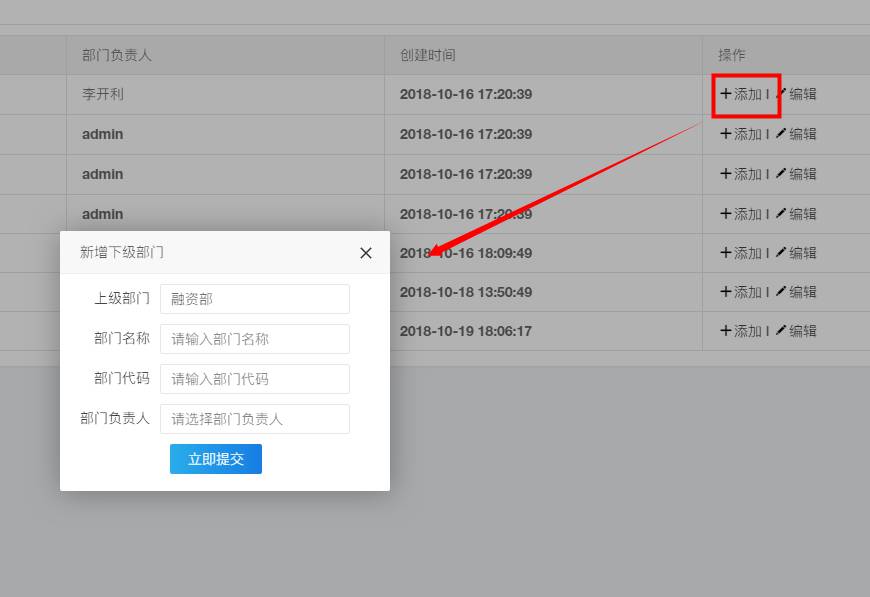 部门负责人 创建时间 操作
李开利 2018-10-16 17:20:39 添加 | 编辑
admin 2018-10-16 17:20:39 添加 | 编辑
admin 2018-10-16 17:20:39 添加 | 编辑
admin 2018-10-16 17:20:39 添加 | 编辑
2018-10-16 18:09:49 添加 | 编辑
2018-10-18 13:50:49 添加 | 编辑
2018-10-19 18:06:17 添加 | 编辑
新增下级部门
上级部门 融资部
部门名称 请输入部门名称
部门代码 请输入部门代码
部门负责人 请选择部门负责人
立即提交